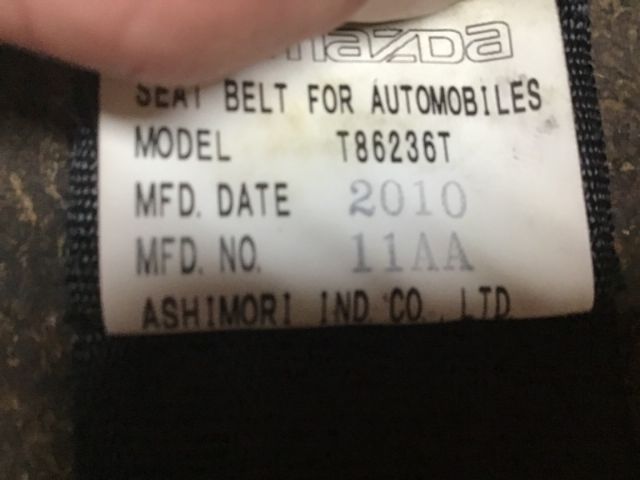 mazda
SEAT BELT FOR AUTOMOBILES
MODEL T86236T
MFD. DATE 2010
MFD. NO. 11AA
ASHIMORI IND CO., LTD